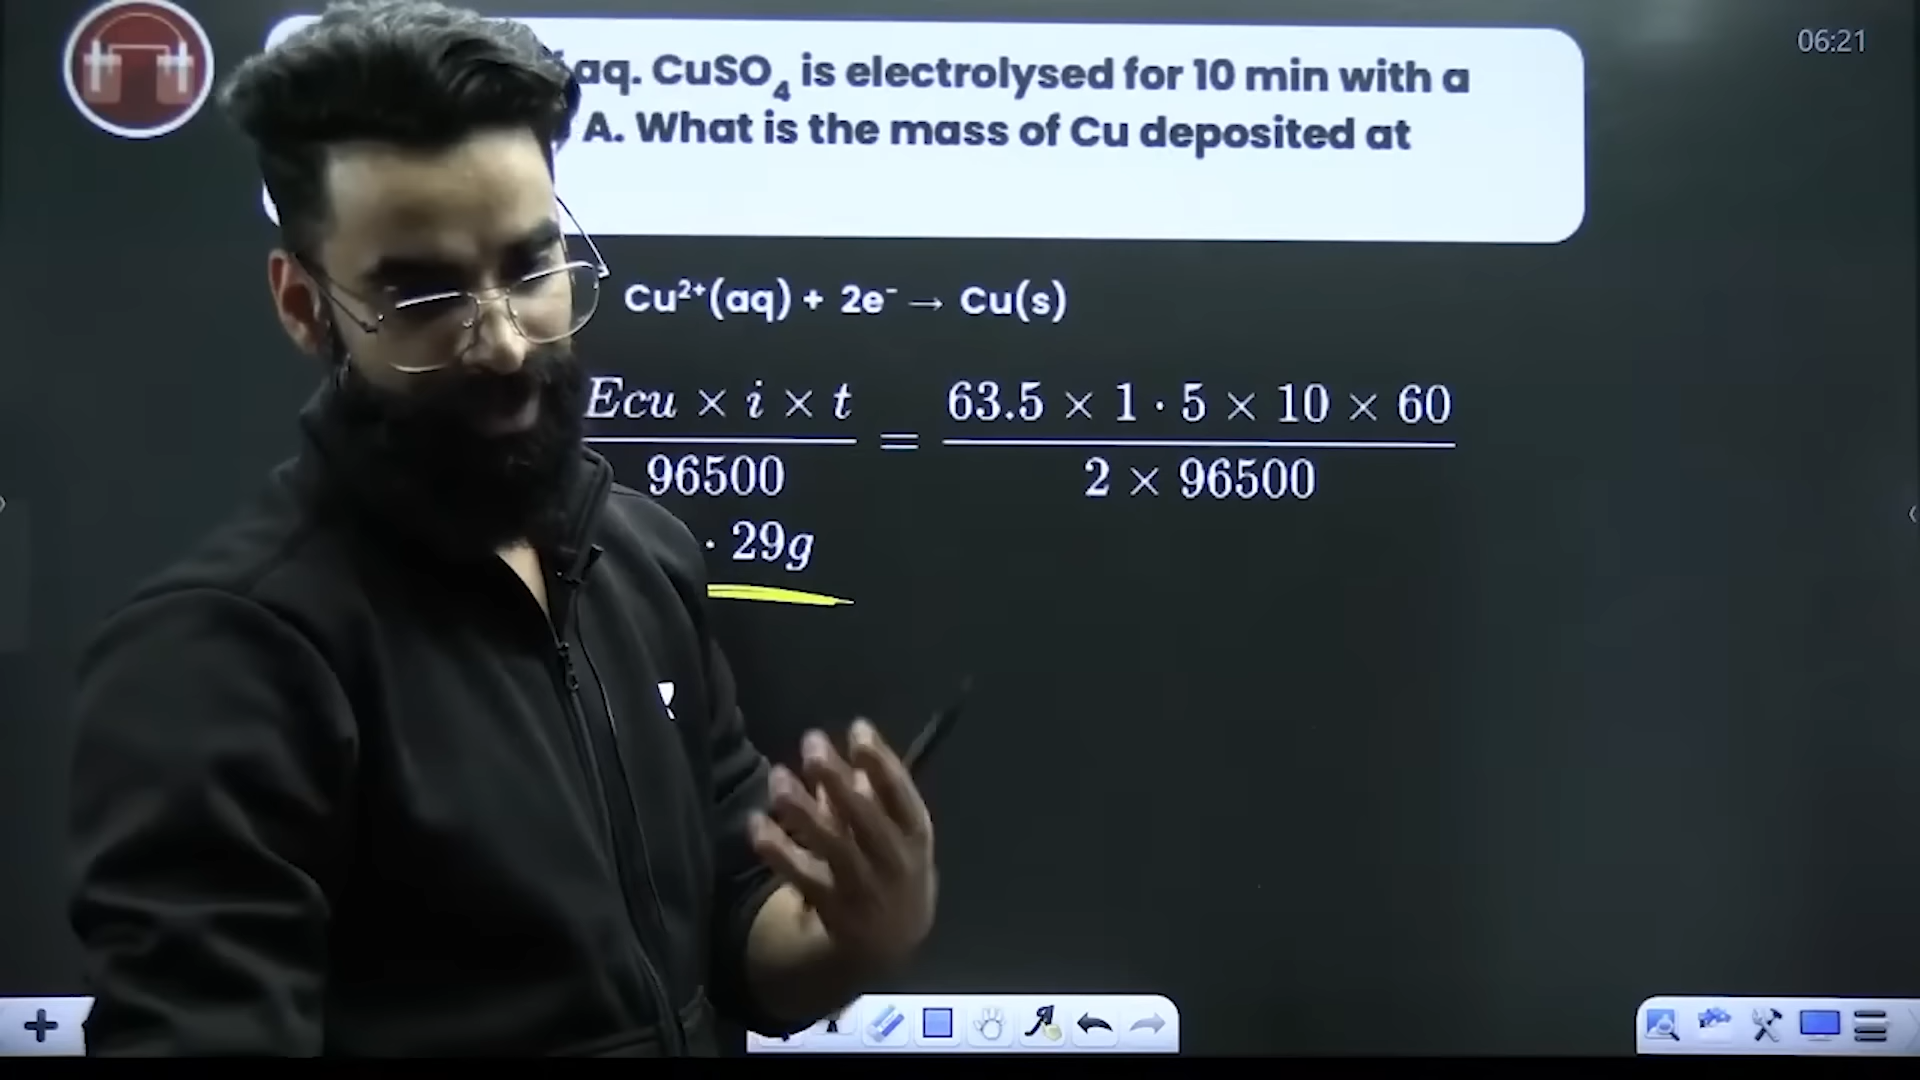 06:21
aq. CuSO₄ is electrolysed for 10 min with a
A. What is the mass of Cu deposited at
Cu²⁺(aq) + 2e⁻ → Cu(s)
Ecu × i × t / 96500 = 63.5 × 1 · 5 × 10 × 60 / 2 × 96500
· 29g